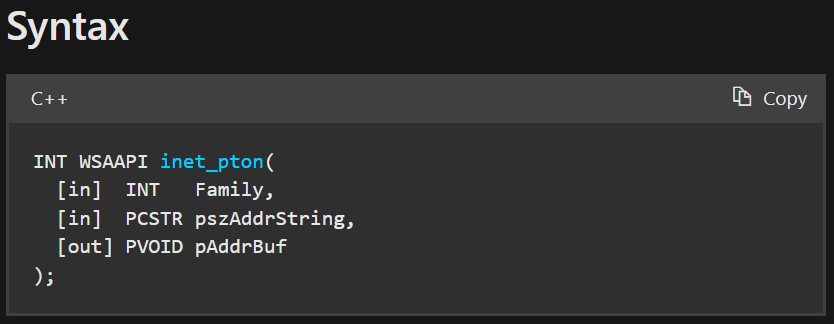 Syntax
C++ Copy
INT WSAAPI inet_pton(
  [in]  INT   Family,
  [in]  PCSTR pszAddrString,
  [out] PVOID pAddrBuf
);